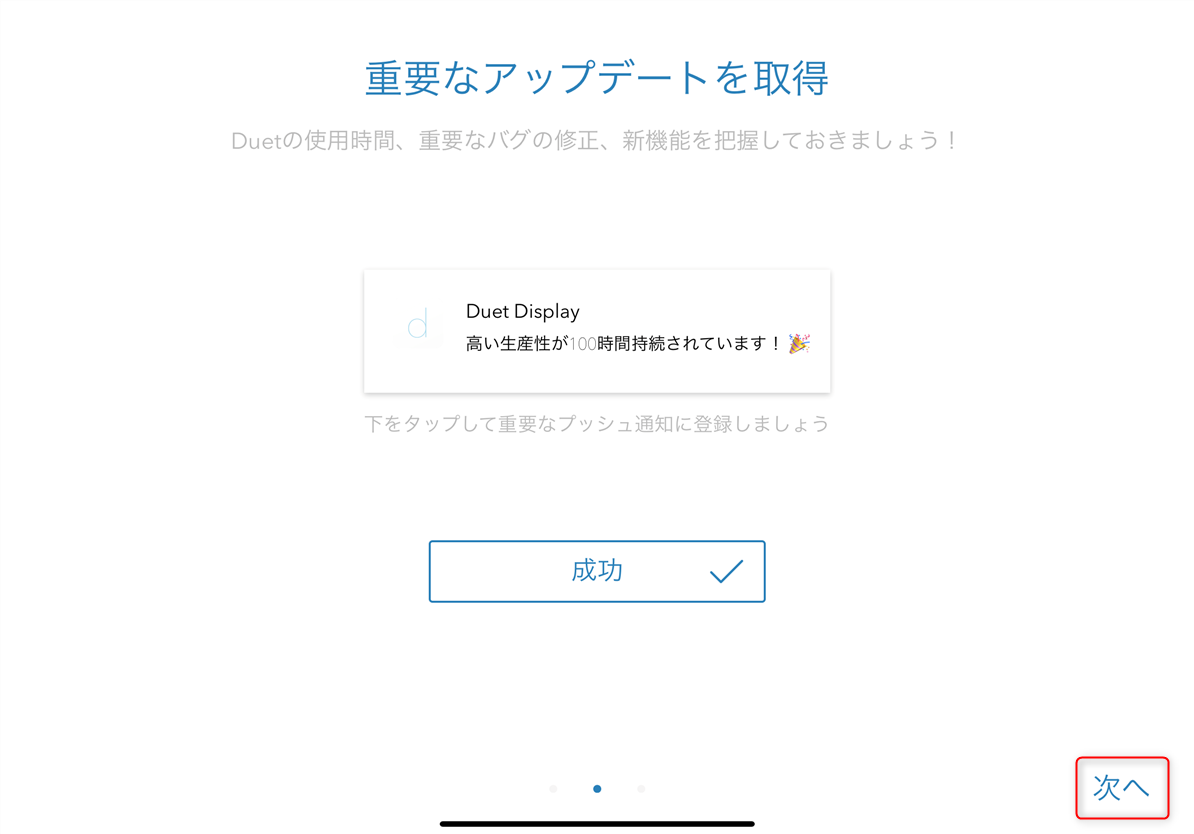 重要なアップデートを取得
Duetの使用時間、重要なバグの修正、新機能を把握しておきましょう！
d
Duet Display
高い生産性が100時間持続されています！🎉
下をタップして重要なプッシュ通知に登録しましょう
成功
次へ